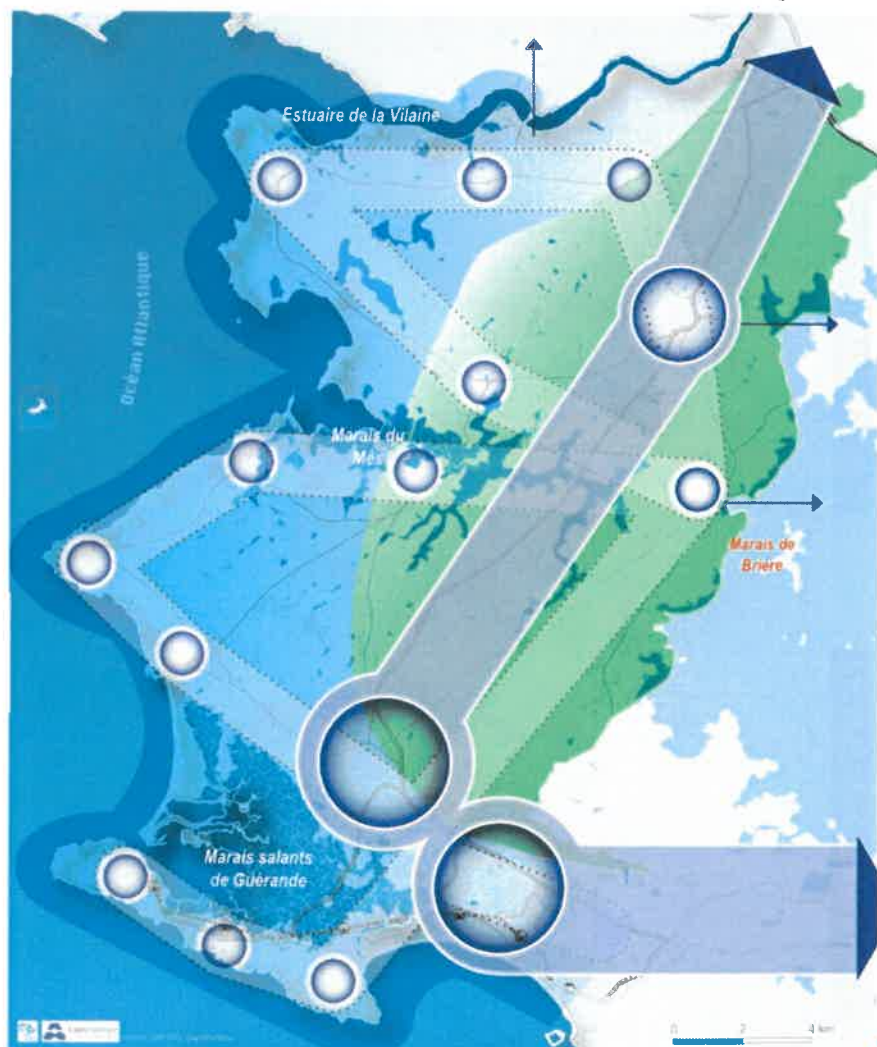 Estuaire de la Vilaine
Océan Atlantique
Marais du
Mès
Marais de
Brière
Marais salants
de Guérande
0 2 4 km